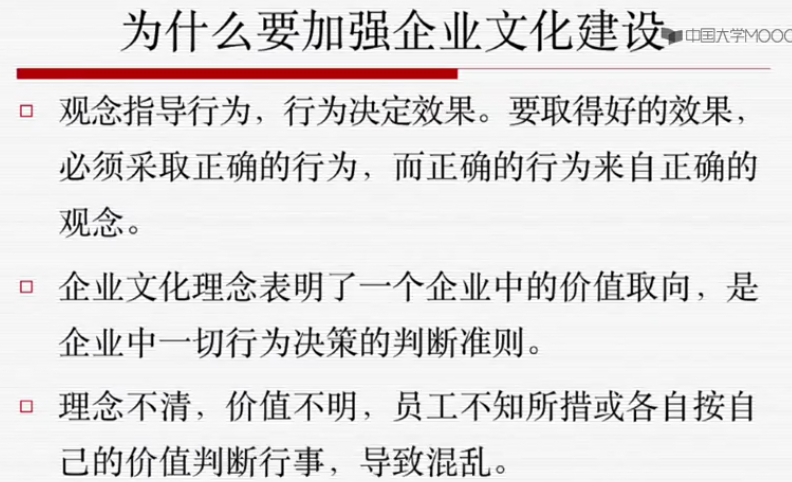 为什么要加强企业文化建设
中国大学MOOC
观念指导行为，行为决定效果。要取得好的效果，
必须采取正确的行为，而正确的行为来自正确的
观念。
企业文化理念表明了一个企业中的价值取向，是
企业中一切行为决策的判断准则。
理念不清，价值不明，员工不知所措或各自按自
己的价值判断行事，导致混乱。